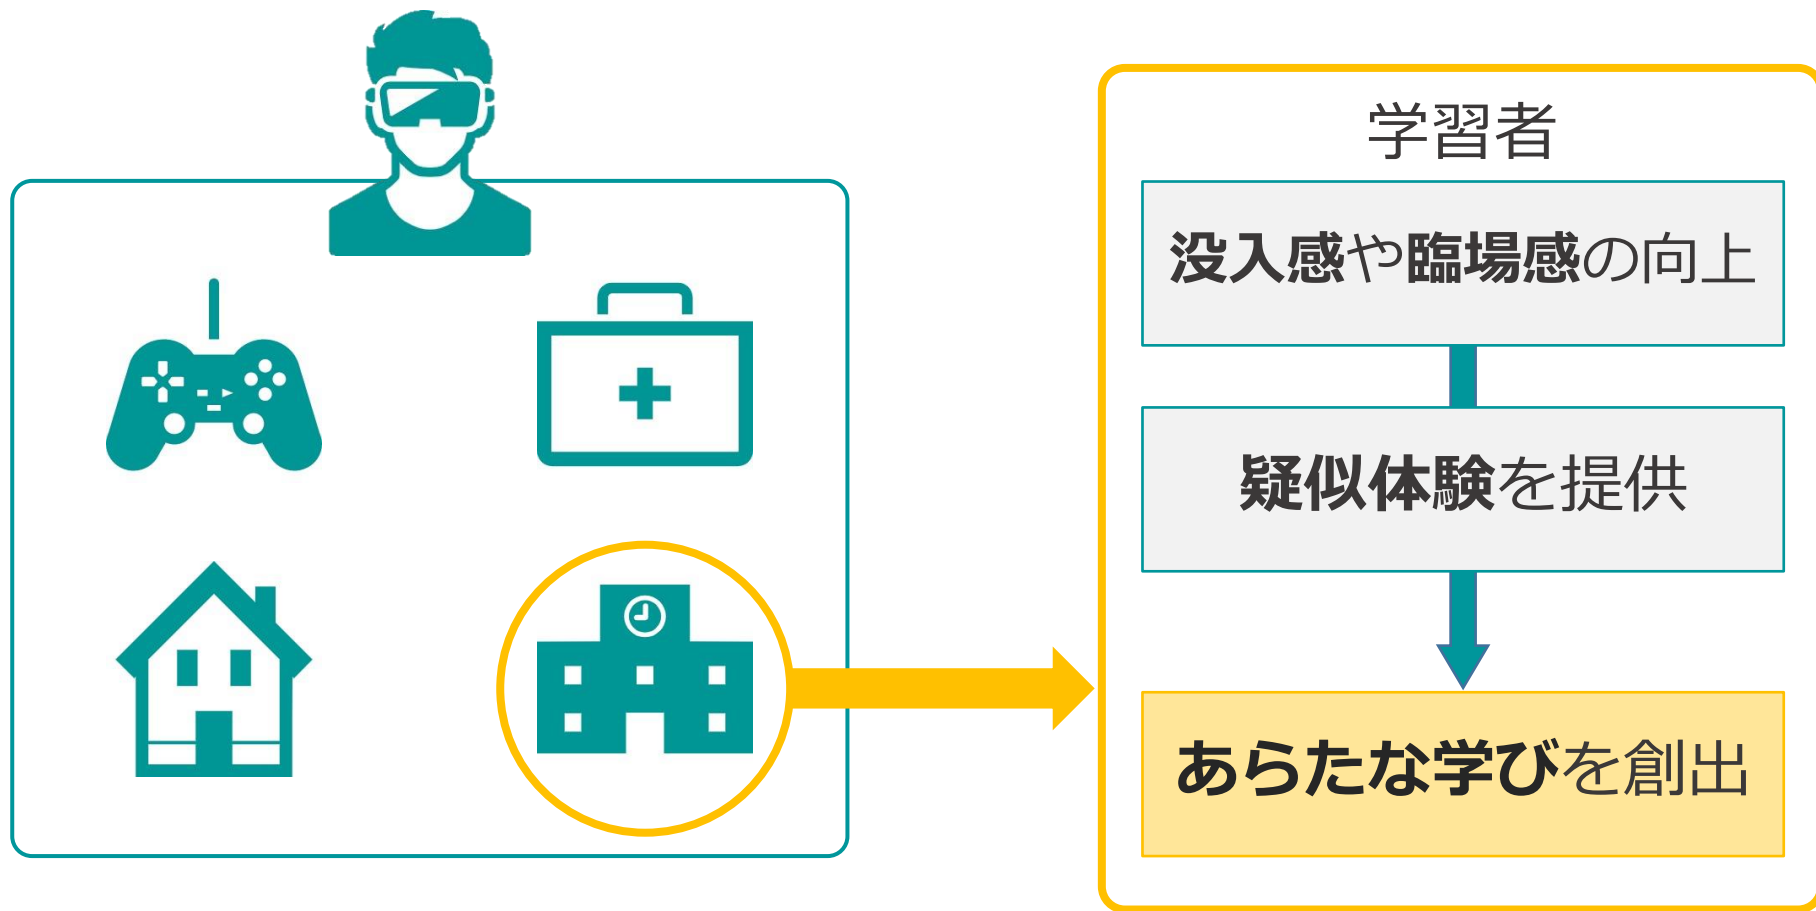 学習者
没入感や臨場感の向上
疑似体験を提供
あらたな学びを創出